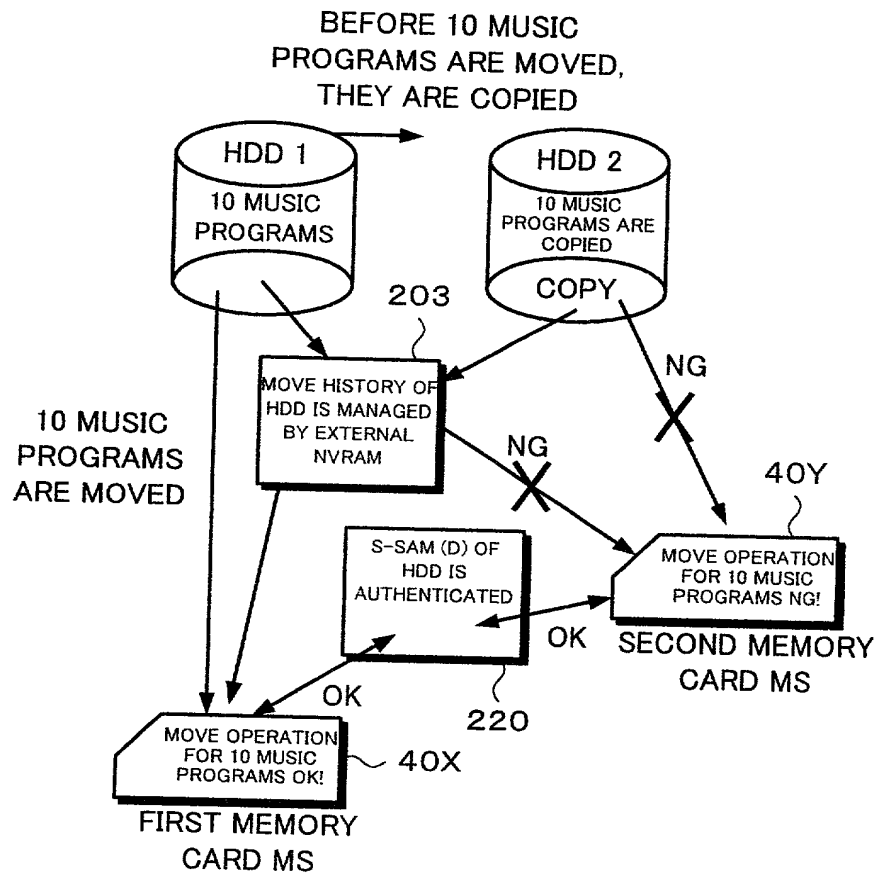 BEFORE 10 MUSIC
PROGRAMS ARE MOVED,
THEY ARE COPIED
HDD 1
10 MUSIC
PROGRAMS
HDD 2
10 MUSIC
PROGRAMS ARE
COPIED
COPY
203
MOVE HISTORY OF
HDD IS MANAGED
BY EXTERNAL
NVRAM
NG
NG
10 MUSIC
PROGRAMS
ARE MOVED
40Y
S-SAM (D) OF
HDD IS
AUTHENTICATED
MOVE OPERATION
FOR 10 MUSIC
PROGRAMS NG!
OK
SECOND MEMORY
CARD MS
OK
220
MOVE OPERATION
FOR 10 MUSIC
PROGRAMS OK!
40X
FIRST MEMORY
CARD MS